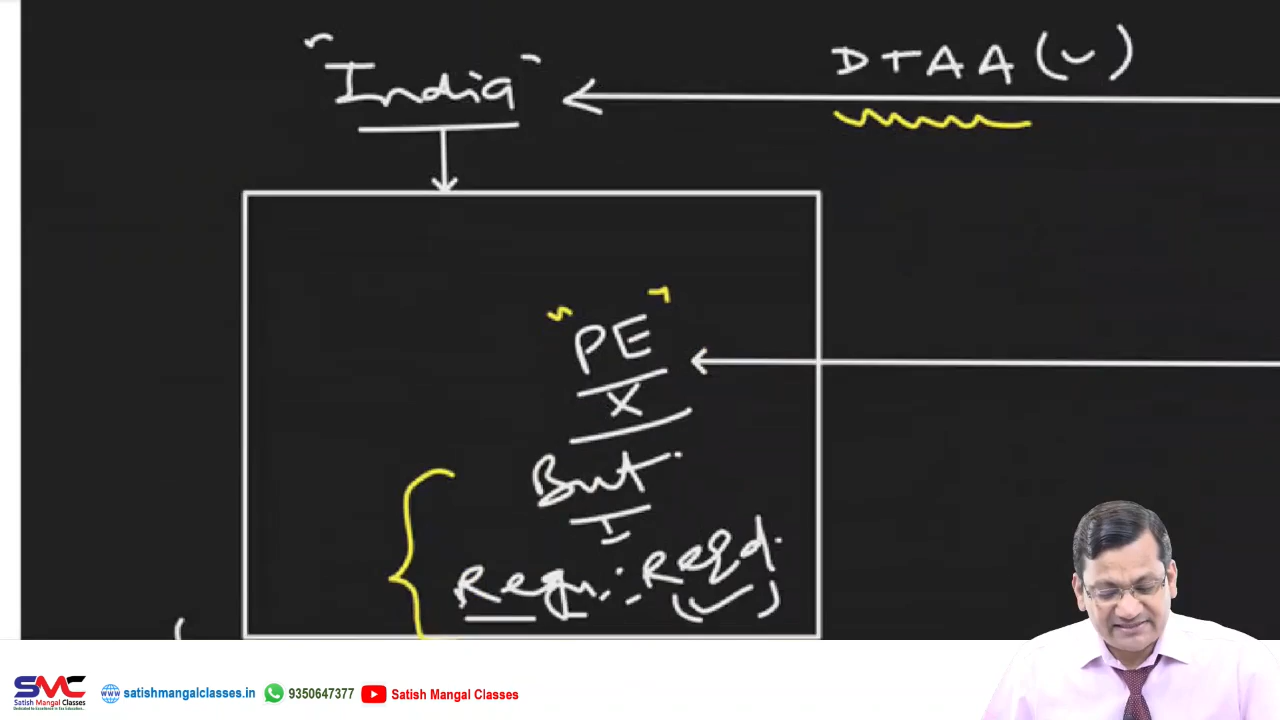 "India"
DTAA (✓)
"PE"
X
But
Regn. : Reqd.
(✓)
SMC
Satish Mangal Classes
satishmangalclasses.in
9350647377
Satish Mangal Classes